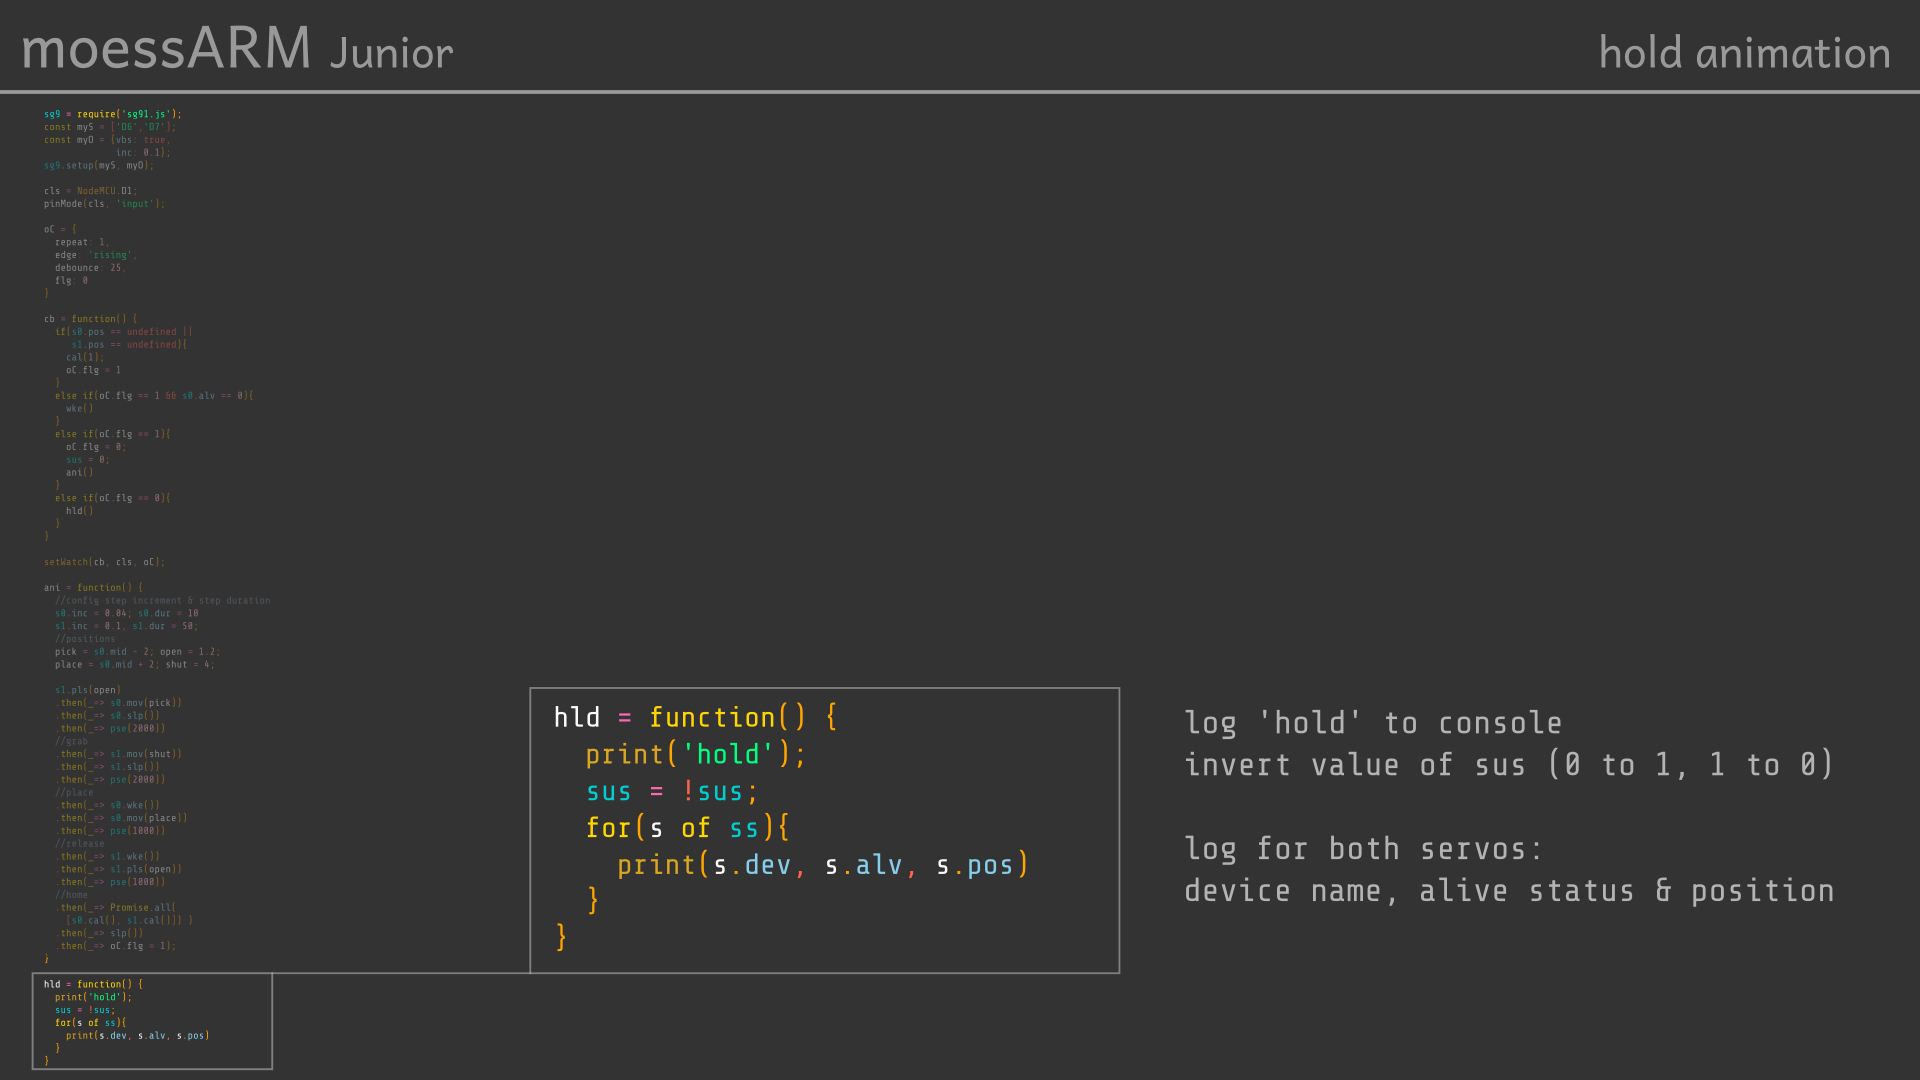 moessARM Junior
hold animation
sg9 = require('sg91.js');
const myS = ['D6','D7'];
const myO = {vbs: true,
inc: 0.1};
sg9.setup(myS, myO);
cls = NodeMCU.D1;
pinMode(cls, 'input');
oC = {
repeat: 1,
edge: 'rising',
debounce: 25,
flg: 0
}
cb = function() {
if(s0.pos == undefined ||
s1.pos == undefined){
cal(1);
oC.flg = 1
}
else if(oC.flg == 1 && s0.alv == 0){
wke()
}
else if(oC.flg == 1){
oC.flg = 0;
sus = 0;
ani()
}
else if(oC.flg == 0){
hld()
}
}
setWatch(cb, cls, oC);
ani = function() {
//config step increment & step duration
s0.inc = 0.04; s0.dur = 10
s1.inc = 0.1, s1.dur = 50;
//positions
pick = s0.mid - 2; open = 1.2;
place = s0.mid + 2; shut = 4;
s1.pls(open)
.then(_=> s0.mov(pick))
.then(_=> s0.slp())
.then(_=> pse(2000))
//grab
.then(_=> s1.mov(shut))
.then(_=> s1.slp())
.then(_=> pse(2000))
//place
.then(_=> s0.wke())
.then(_=> s0.mov(place))
.then(_=> pse(1000))
//release
.then(_=> s1.wke())
.then(_=> s1.pls(open))
.then(_=> pse(1000))
//home
.then(_=> Promise.all(
[s0.cal(), s1.cal()]) )
.then(_=> slp())
.then(_=> oC.flg = 1);
}
hld = function() {
print('hold');
sus = !sus;
for(s of ss){
print(s.dev, s.alv, s.pos)
}
}
hld = function() {
print('hold');
sus = !sus;
for(s of ss){
print(s.dev, s.alv, s.pos)
}
}
log 'hold' to console
invert value of sus (0 to 1, 1 to 0)
log for both servos:
device name, alive status & position